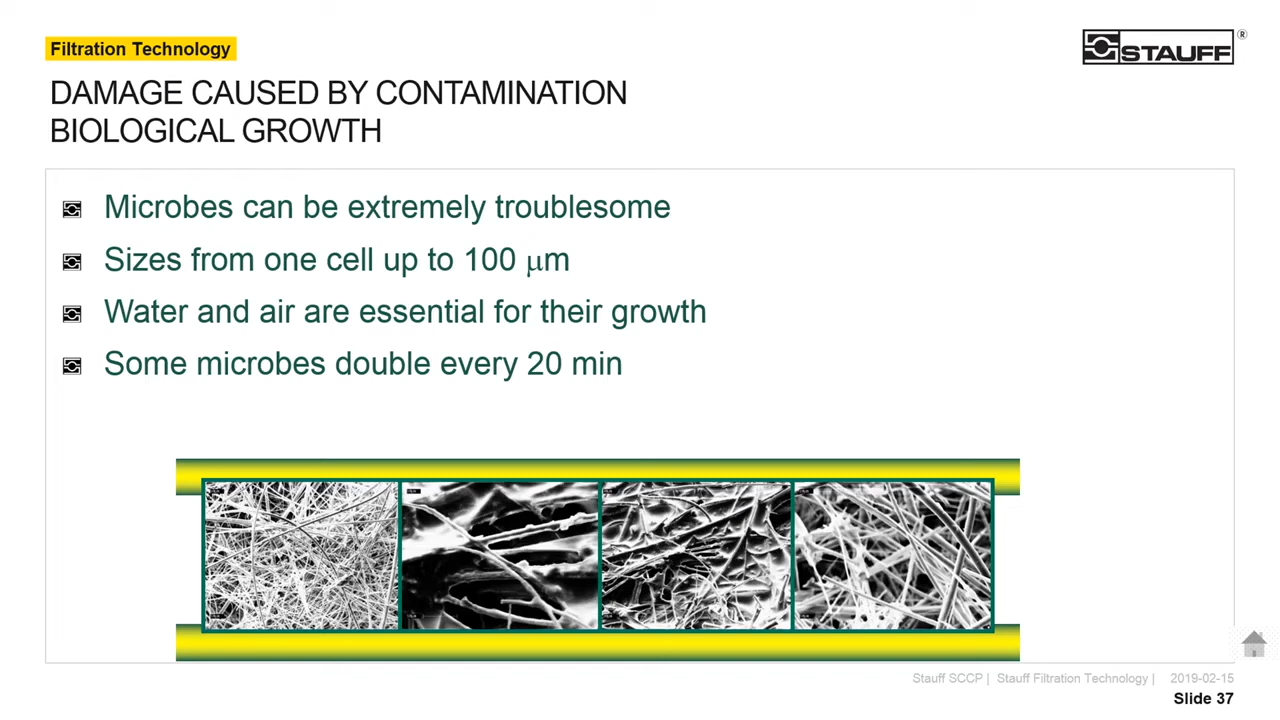 Filtration Technology
STAUFF ®
DAMAGE CAUSED BY CONTAMINATION
BIOLOGICAL GROWTH
Microbes can be extremely troublesome
Sizes from one cell up to 100 μm
Water and air are essential for their growth
Some microbes double every 20 min
Stauff SCCP | Stauff Filtration Technology | 2019-02-15
Slide 37